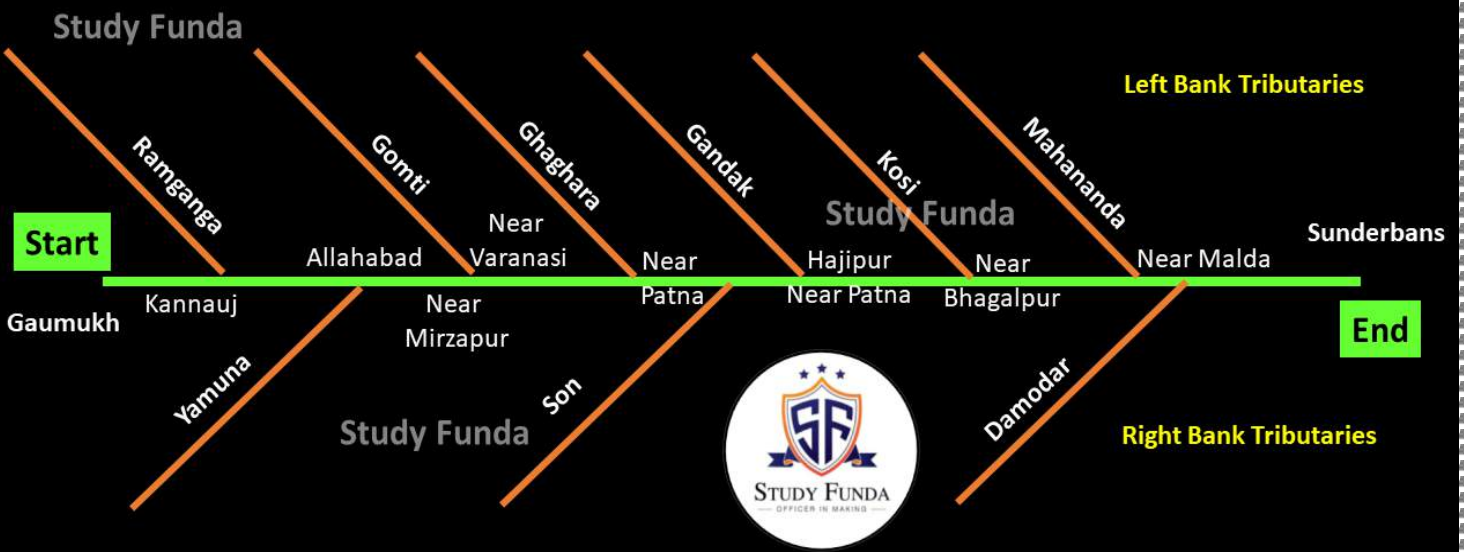 Study Funda
Left Bank Tributaries
Ramganga
Gomti
Ghaghara
Gandak
Kosi
Mahananda
Study Funda
Start
Allahabad
Near
Varanasi
Near
Patna
Hajipur
Near Patna
Near
Bhagalpur
Near Malda
Sunderbans
Gaumukh
Kannauj
Near
Mirzapur
End
Yamuna
Son
Damodar
Study Funda
SF
STUDY FUNDA
OFFICER IN MAKING
Right Bank Tributaries